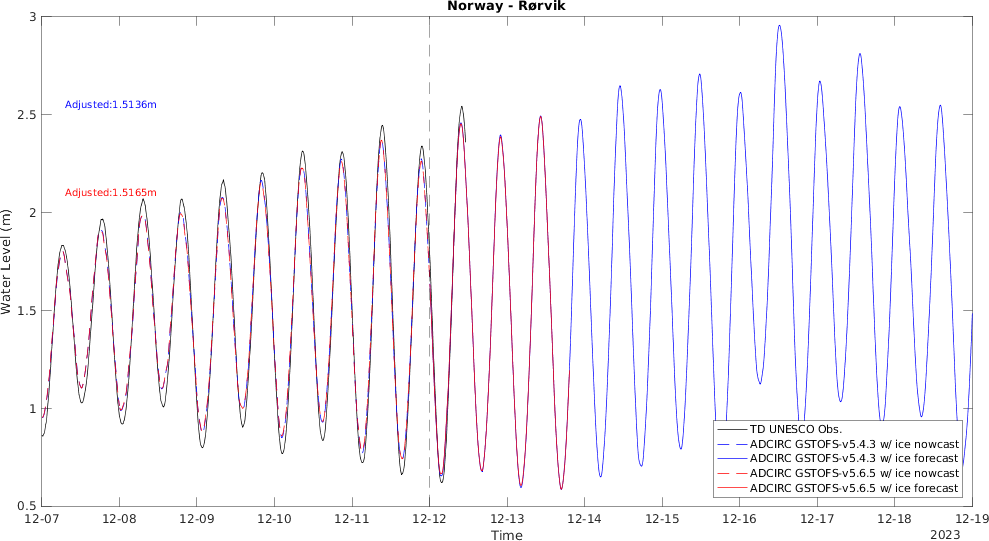 Norway - Rørvik
3
2.5
2
1.5
1
0.5
Water Level (m)
Adjusted:1.5136m
Adjusted:1.5165m
TD UNESCO Obs.
ADCIRC GSTOFS-v5.4.3 w/ ice nowcast
ADCIRC GSTOFS-v5.4.3 w/ ice forecast
ADCIRC GSTOFS-v5.6.5 w/ ice nowcast
ADCIRC GSTOFS-v5.6.5 w/ ice forecast
12-07 12-08 12-09 12-10 12-11 12-12 12-13 12-14 12-15 12-16 12-17 12-18 12-19
Time
2023